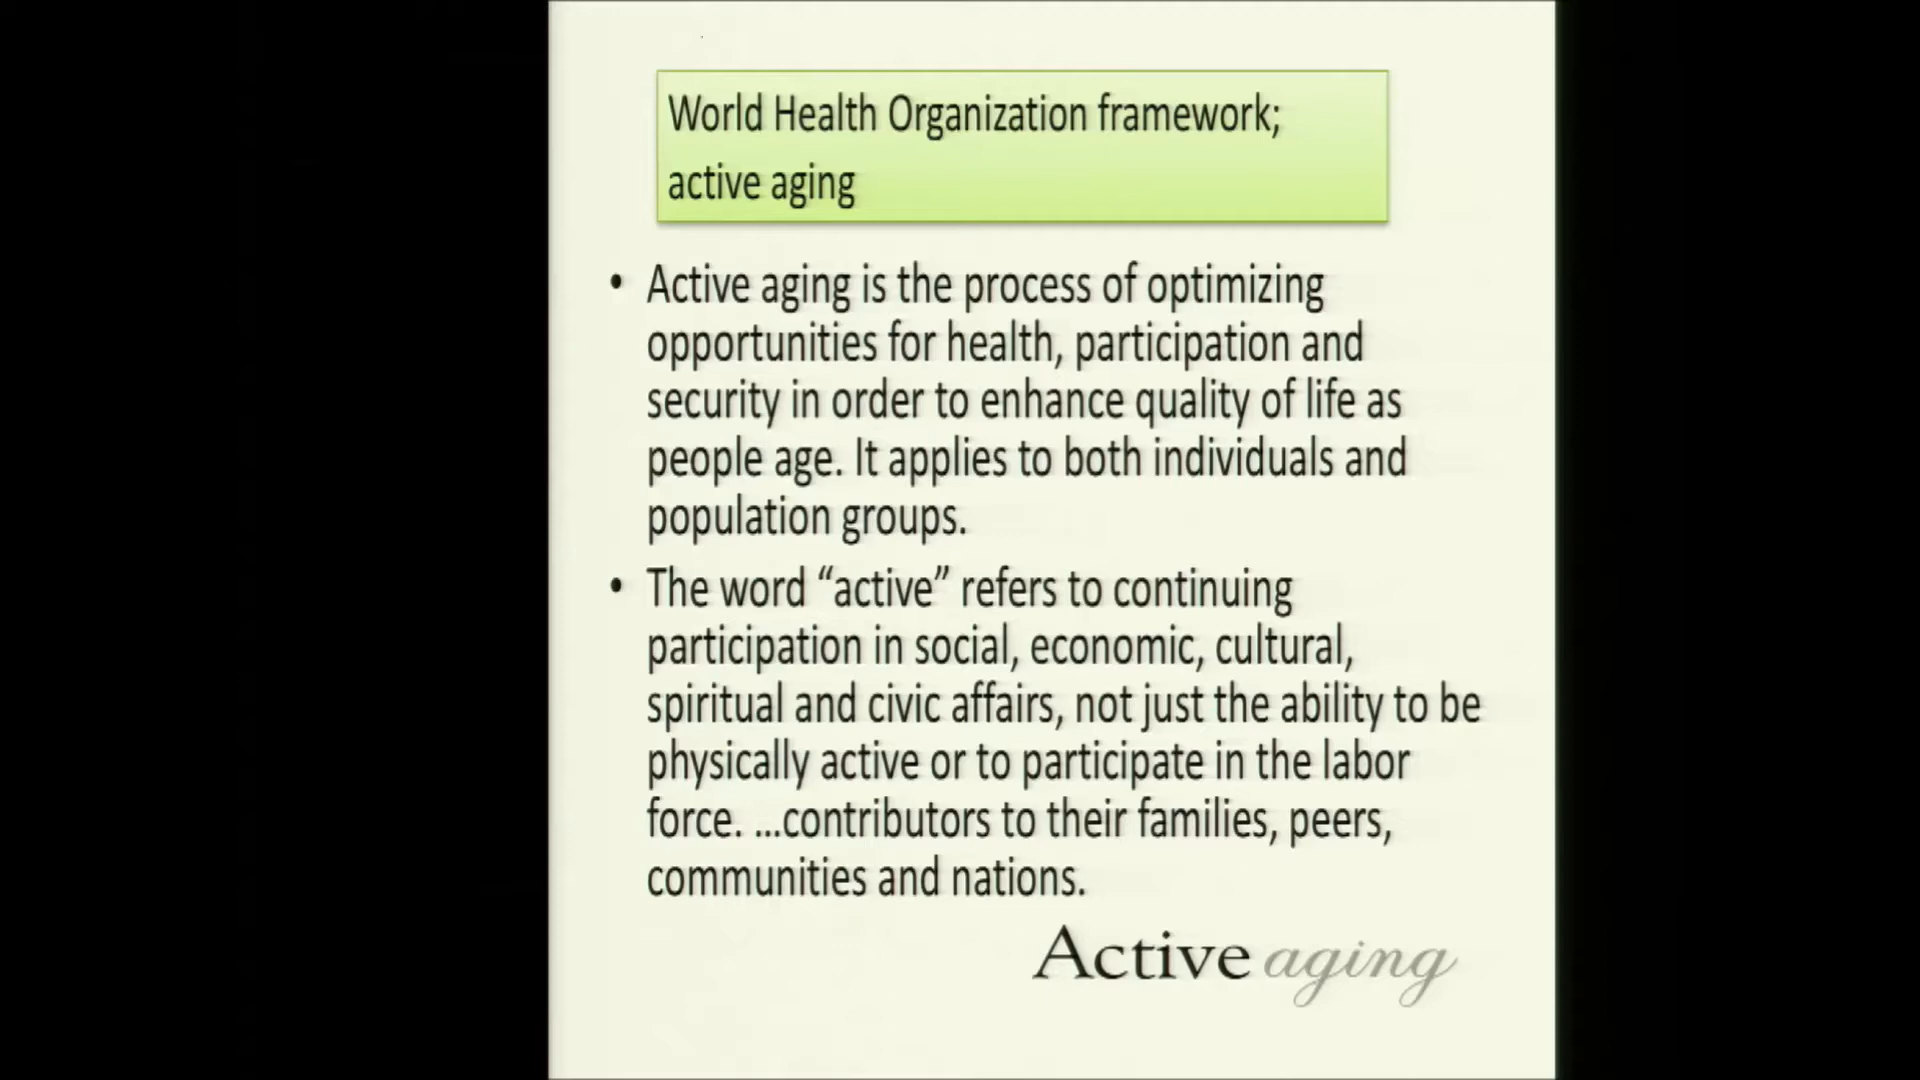 World Health Organization framework;
active aging
• Active aging is the process of optimizing
opportunities for health, participation and
security in order to enhance quality of life as
people age. It applies to both individuals and
population groups.
• The word “active” refers to continuing
participation in social, economic, cultural,
spiritual and civic affairs, not just the ability to be
physically active or to participate in the labor
force. ...contributors to their families, peers,
communities and nations.
Active aging